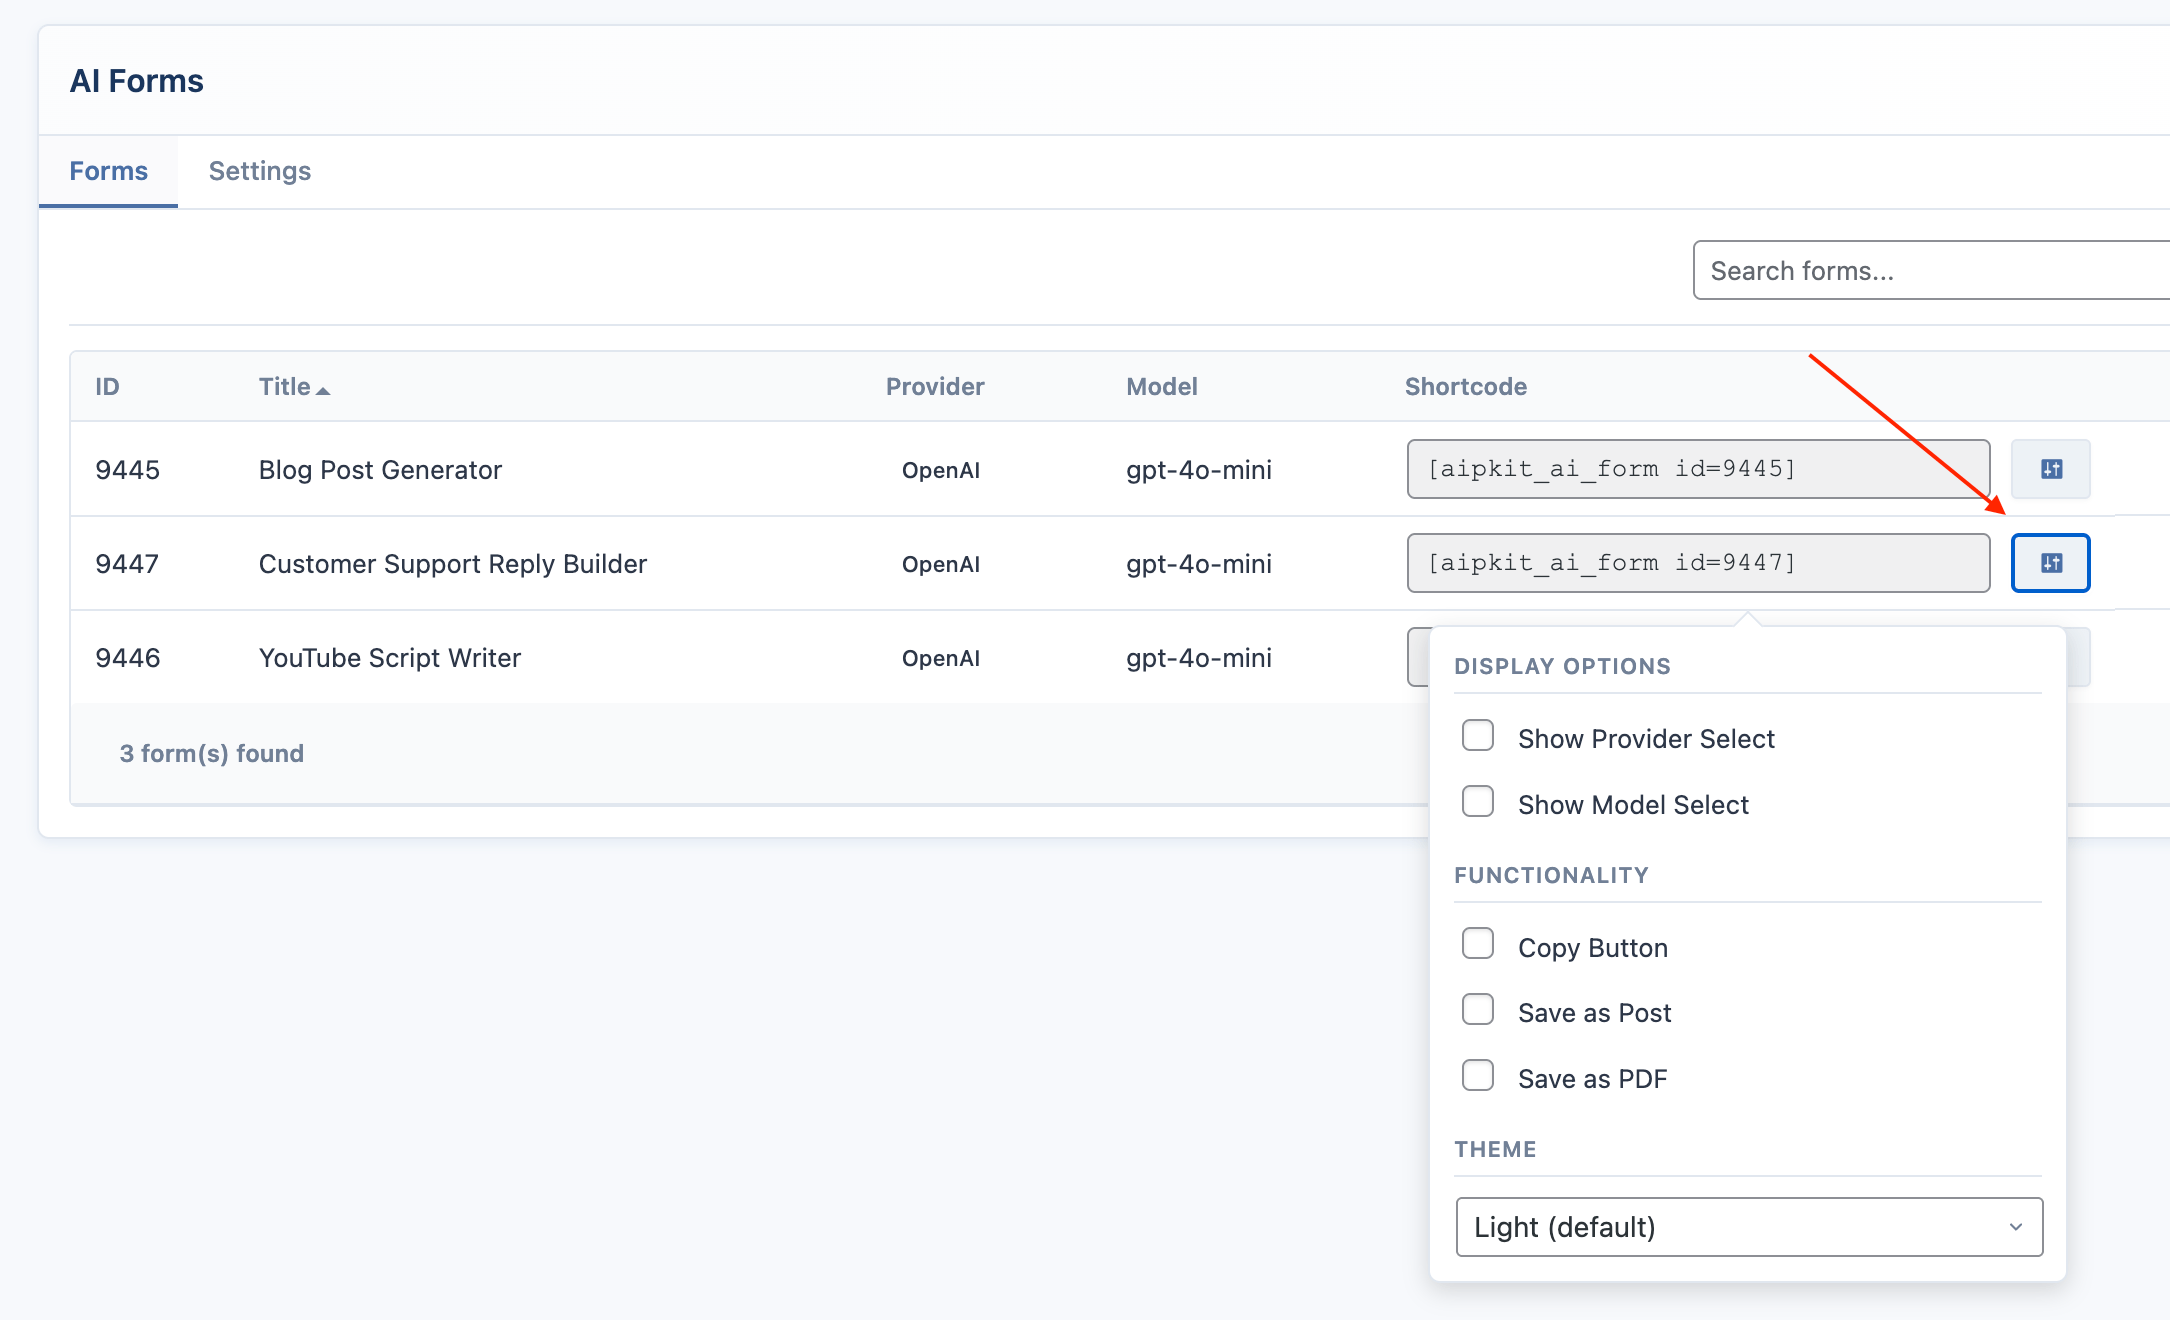 AI Forms
Forms Settings
Search forms...
ID Title Provider Model Shortcode
9445 Blog Post Generator OpenAI gpt-4o-mini [aipkit_ai_form id=9445]
9447 Customer Support Reply Builder OpenAI gpt-4o-mini [aipkit_ai_form id=9447]
9446 YouTube Script Writer OpenAI gpt-4o-mini
3 form(s) found
DISPLAY OPTIONS
Show Provider Select
Show Model Select
FUNCTIONALITY
Copy Button
Save as Post
Save as PDF
THEME
Light (default)